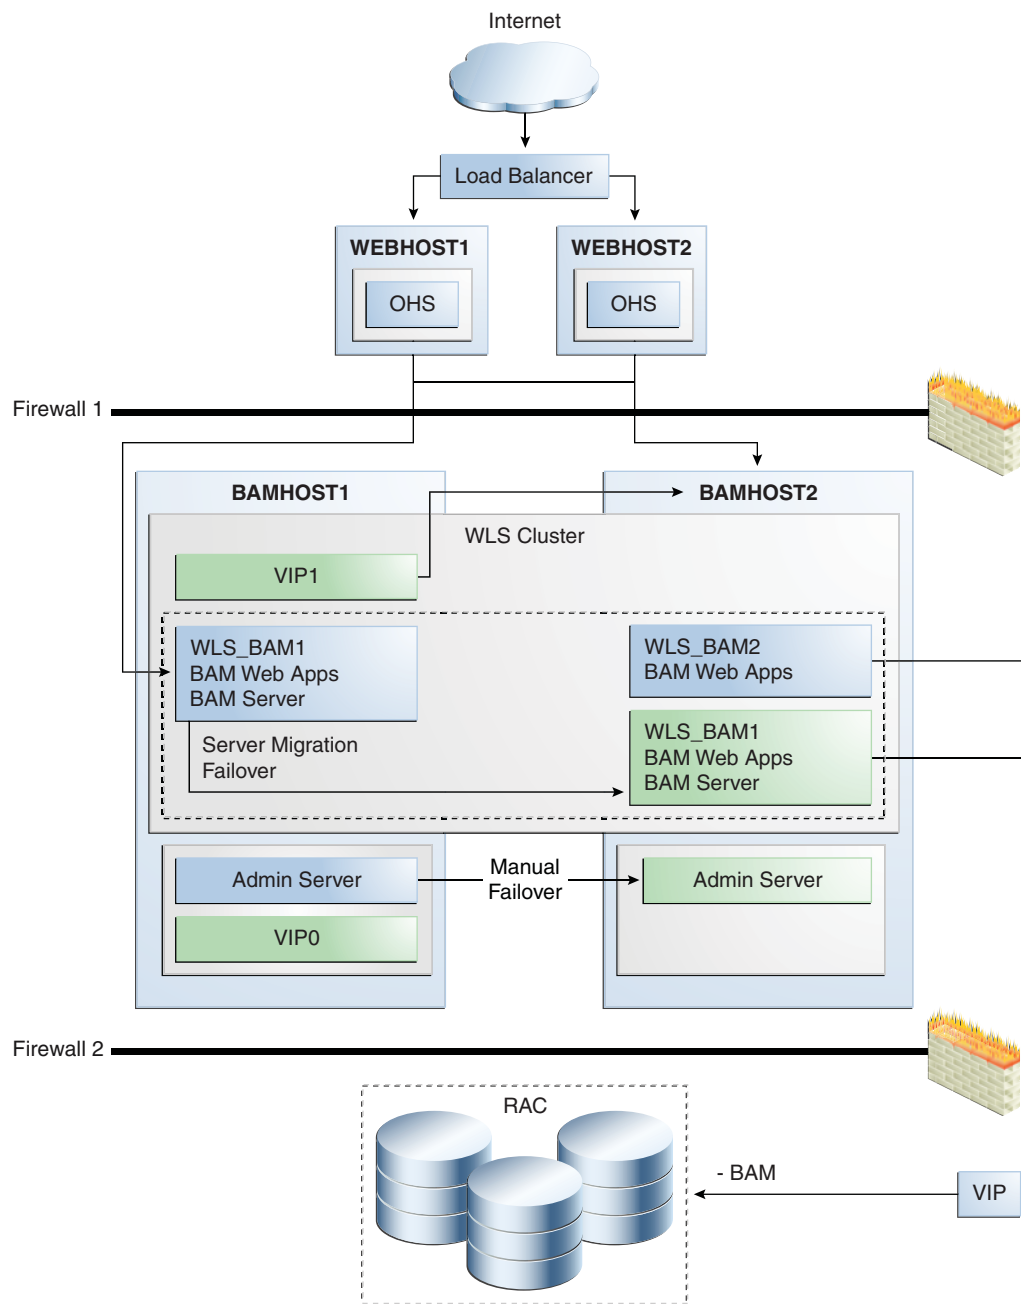 Internet
Load Balancer
WEBHOST1
WEBHOST2
OHS
OHS
Firewall 1
BAMHOST1
BAMHOST2
WLS Cluster
VIP1
WLS_BAM1
BAM Web Apps
BAM Server
WLS_BAM2
BAM Web Apps
Server Migration
Failover
WLS_BAM1
BAM Web Apps
BAM Server
Admin Server
Manual
Failover
Admin Server
VIP0
Firewall 2
RAC
- BAM
VIP